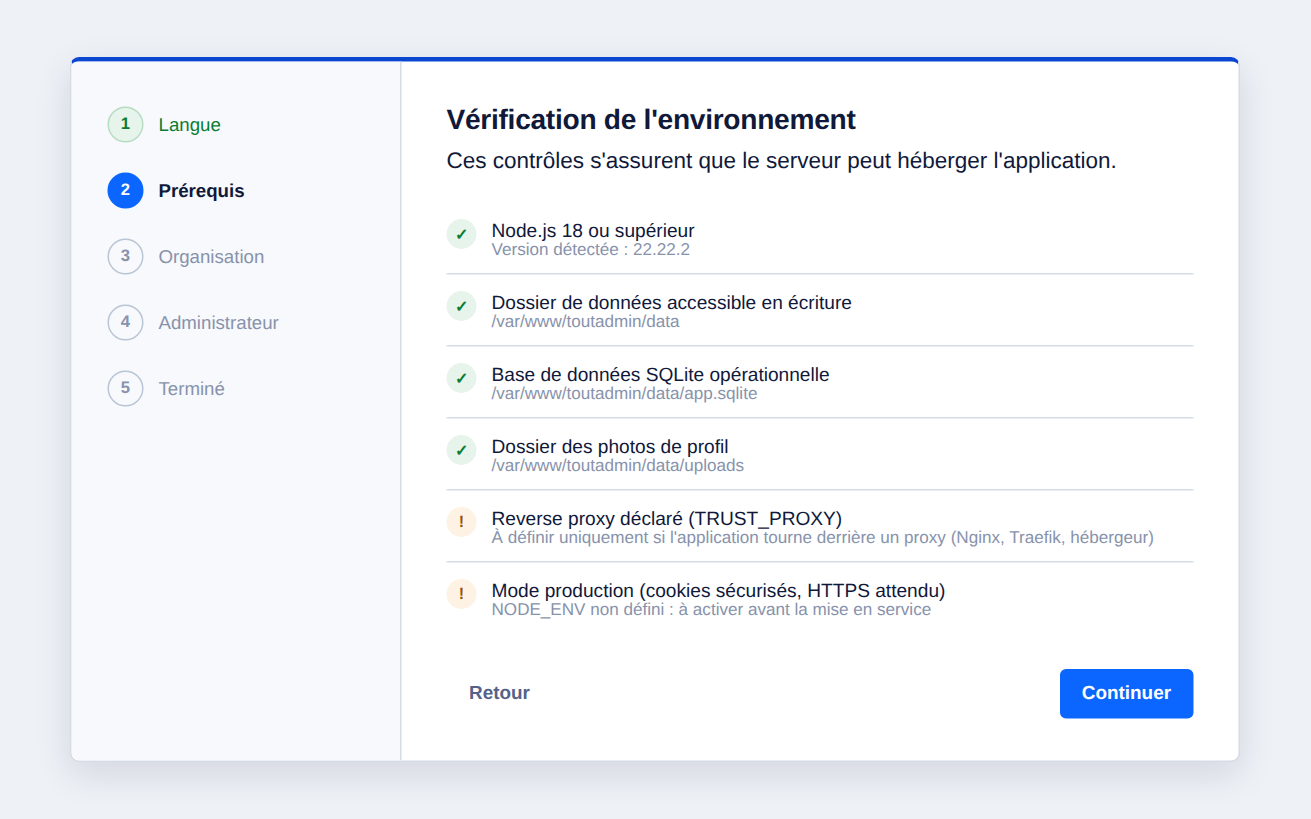 1 Langue
2 Prérequis
3 Organisation
4 Administrateur
5 Terminé
Vérification de l'environnement
Ces contrôles s'assurent que le serveur peut héberger l'application.
✓ Node.js 18 ou supérieur
Version détectée : 22.22.2
✓ Dossier de données accessible en écriture
/var/www/toutadmin/data
✓ Base de données SQLite opérationnelle
/var/www/toutadmin/data/app.sqlite
✓ Dossier des photos de profil
/var/www/toutadmin/data/uploads
! Reverse proxy déclaré (TRUST_PROXY)
À définir uniquement si l'application tourne derrière un proxy (Nginx, Traefik, hébergeur)
! Mode production (cookies sécurisés, HTTPS attendu)
NODE_ENV non défini : à activer avant la mise en service
Retour
Continuer